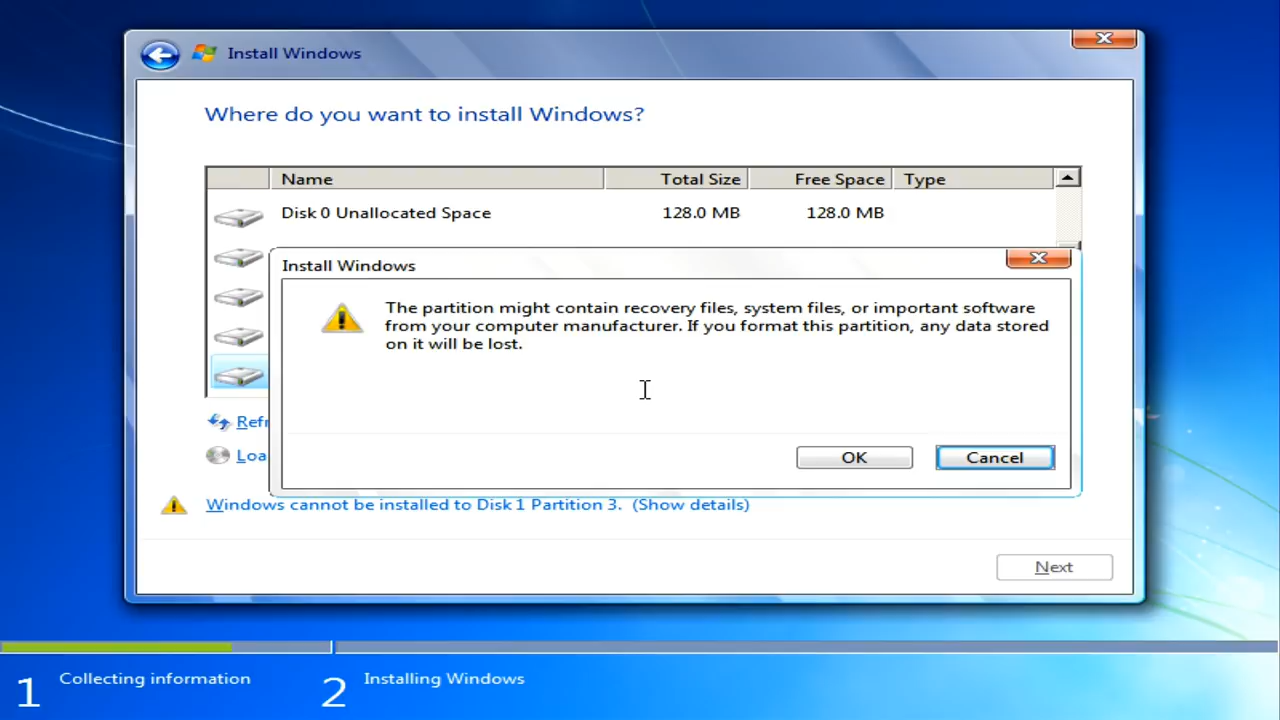 Install Windows
Where do you want to install Windows?
Name Total Size Free Space Type
Disk 0 Unallocated Space 128.0 MB 128.0 MB
Install Windows
The partition might contain recovery files, system files, or important software
from your computer manufacturer. If you format this partition, any data stored
on it will be lost.
OK Cancel
Refr
Loa
Windows cannot be installed to Disk 1 Partition 3. (Show details)
Next
1 Collecting information 2 Installing Windows